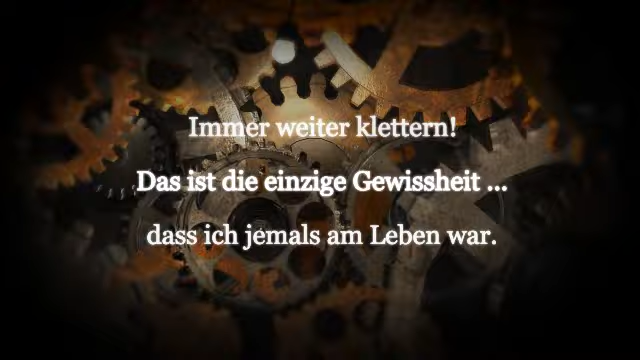 Immer weiter klettern!
Das ist die einzige Gewissheit ...
dass ich jemals am Leben war.